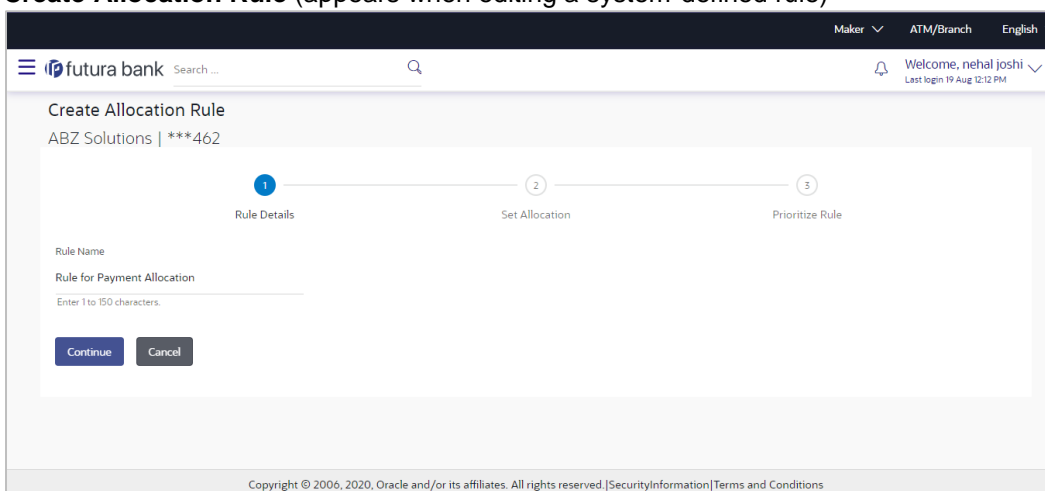 Create Allocation Rule (appears when editing a system-defined rule)
Maker ATM/Branch English
futura bank Search ... Welcome, nehal joshi
Last login 19 Aug 12:12 PM
Create Allocation Rule
ABZ Solutions | ***462
1 2 3
Rule Details Set Allocation Prioritize Rule
Rule Name
Rule for Payment Allocation
Enter 1 to 150 characters.
Continue Cancel
Copyright © 2006, 2020, Oracle and/or its affiliates. All rights reserved.|SecurityInformation|Terms and Conditions